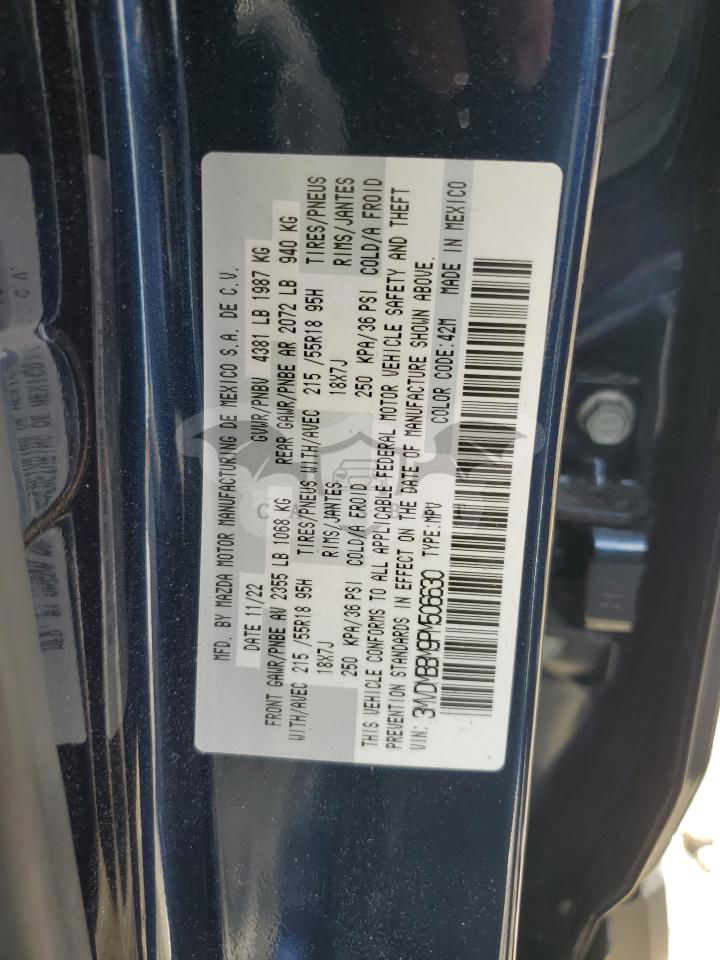 MFD. BY MAZDA MOTOR MANUFACTURING DE MEXICO S.A. DE C.V.
DATE 11/22 GVWR/PNBV 4381 LB 1987 KG
FRONT GAWR/PNBE AV 2355 LB 1068 KG REAR GAWR/PNBE AR 2072 LB 940 KG
WITH/AVEC 215/55R18 95H TIRES/PNEUS WITH/AVEC 215/55R18 95H TIRES/PNEUS
18X7J RIMS/JANTES 18X7J RIMS/JANTES
250 KPA/36 PSI COLD/A FROID 250 KPA/36 PSI COLD/A FROID
THIS VEHICLE CONFORMS TO ALL APPLICABLE FEDERAL MOTOR VEHICLE SAFETY AND THEFT
PREVENTION STANDARDS IN EFFECT ON THE DATE OF MANUFACTURE SHOWN ABOVE.
VIN: 3MVDMBBM9PM506630 TYPE:MPV COLOR CODE:42M MADE IN MEXICO